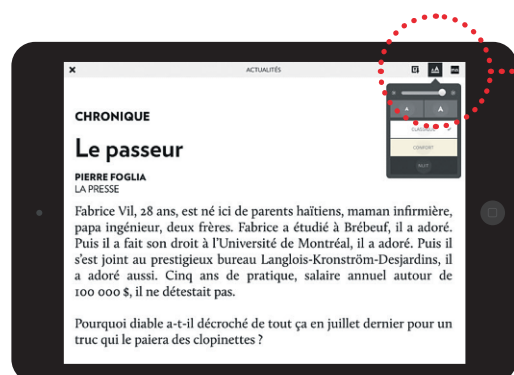 ACTUALITÉS
A A
CLASSIQUE
CONFORT
NUIT
CHRONIQUE
Le passeur
PIERRE FOGLIA
LA PRESSE
Fabrice Vil, 28 ans, est né ici de parents haïtiens, maman infirmière,
papa ingénieur, deux frères. Fabrice a étudié à Brébeuf, il a adoré.
Puis il a fait son droit à l'Université de Montréal, il a adoré. Puis il
s'est joint au prestigieux bureau Langlois-Kronström-Desjardins, il
a adoré aussi. Cinq ans de pratique, salaire annuel autour de
100 000 $, il ne détestait pas.
Pourquoi diable a-t-il décroché de tout ça en juillet dernier pour un
truc qui le paiera des clopinettes ?